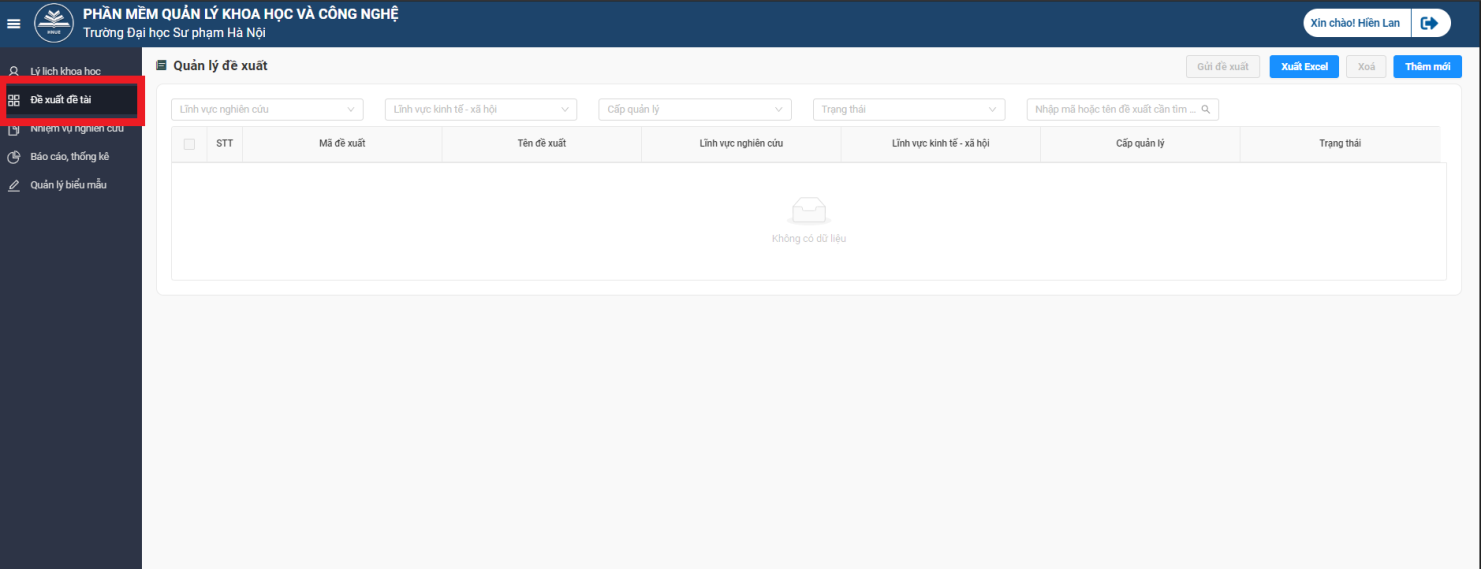 PHẦN MỀM QUẢN LÝ KHOA HỌC VÀ CÔNG NGHỆ
Trường Đại học Sư phạm Hà Nội
HNUE
Xin chào! Hiền Lan
Lý lịch khoa học
Đề xuất đề tài
Nhiệm vụ nghiên cứu
Báo cáo, thống kê
Quản lý biểu mẫu
Quản lý đề xuất
Gửi đề xuất
Xuất Excel
Xoá
Thêm mới
Lĩnh vực nghiên cứu
Lĩnh vực kinh tế - xã hội
Cấp quản lý
Trạng thái
Nhập mã hoặc tên đề xuất cần tìm ...
STT
Mã đề xuất
Tên đề xuất
Lĩnh vực nghiên cứu
Lĩnh vực kinh tế - xã hội
Cấp quản lý
Trạng thái
Không có dữ liệu